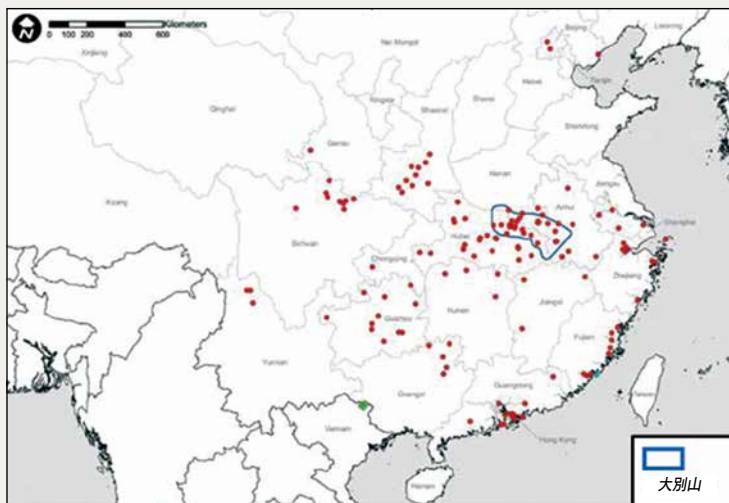 Kilometers
0 100 200 400 600
N
Beijing
Liaoning
Nei Mongol
Xinjiang
Tianjin
Hebei
Ningxia
Shaanxi
Shanxi
Shandong
Qinghai
Gansu
Henan
Jiangsu
Anhui
Shanghai
Xizang
Sichuan
Hubei
Chongqing
Zhejiang
Hunan
Jiangxi
Guizhou
Fujian
Yunnan
Guangxi
Guangdong
Taiwan
Vietnam
Hong Kong
Hainan
大別山